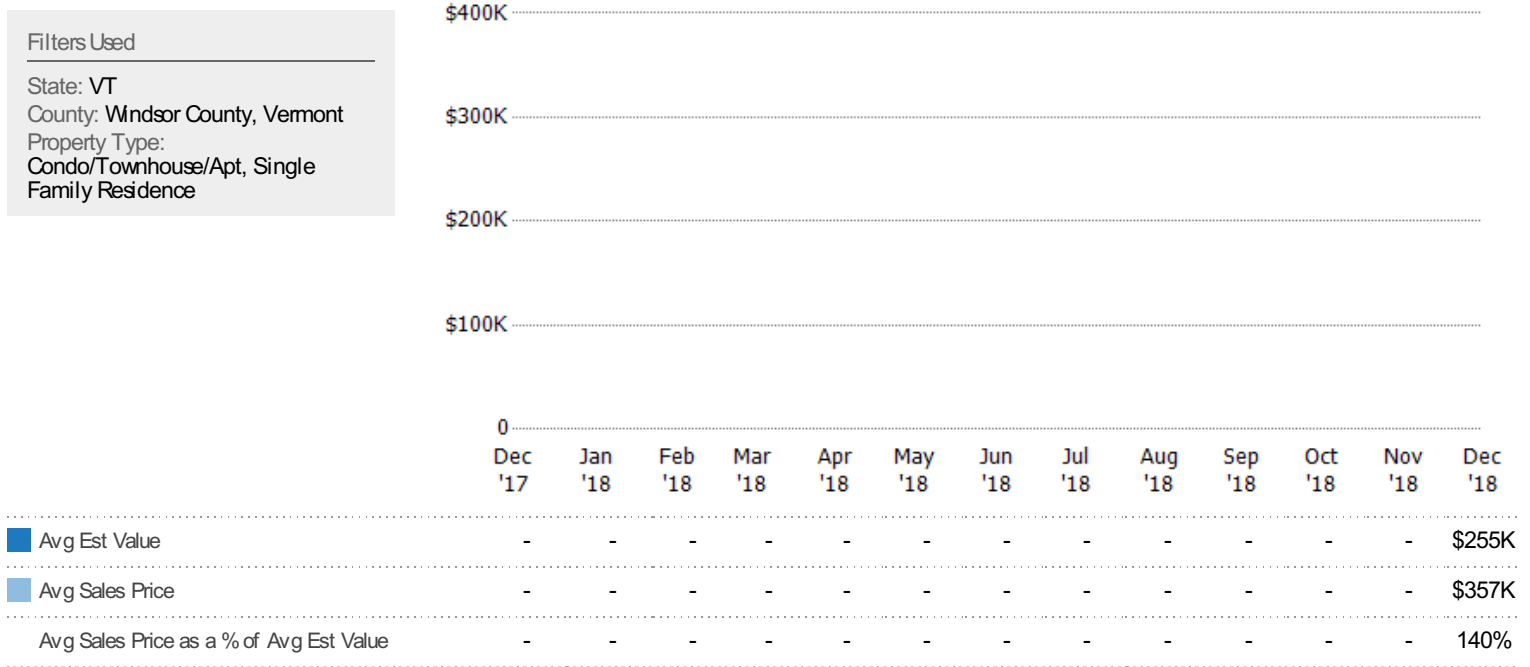 Filters Used
State: VT
County: Windsor County, Vermont
Property Type:
Condo/Townhouse/Apt, Single
Family Residence
$400K
$300K
$200K
$100K
0
Dec Jan Feb Mar Apr May Jun Jul Aug Sep Oct Nov Dec
'17 '18 '18 '18 '18 '18 '18 '18 '18 '18 '18 '18 '18
Avg Est Value - - - - - - - - - - - - $255K
Avg Sales Price - - - - - - - - - - - - $357K
Avg Sales Price as a % of Avg Est Value - - - - - - - - - - - - 140%